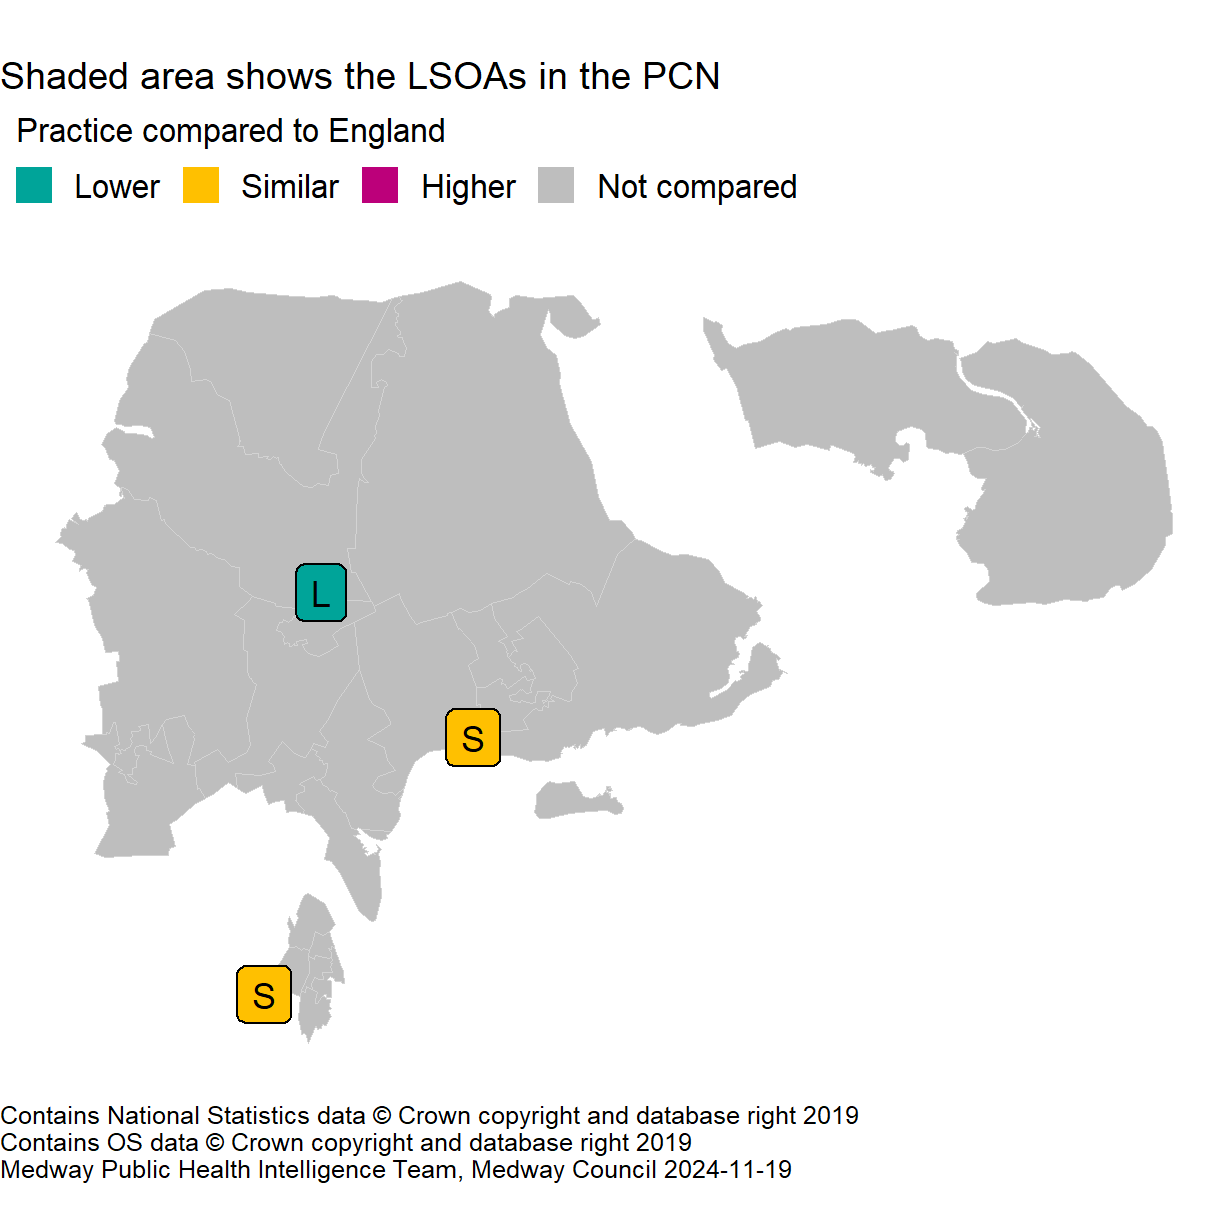 Shaded area shows the LSOAs in the PCN
Practice compared to England
Lower Similar Higher Not compared
L
S
S
Contains National Statistics data © Crown copyright and database right 2019
Contains OS data © Crown copyright and database right 2019
Medway Public Health Intelligence Team, Medway Council 2024-11-19